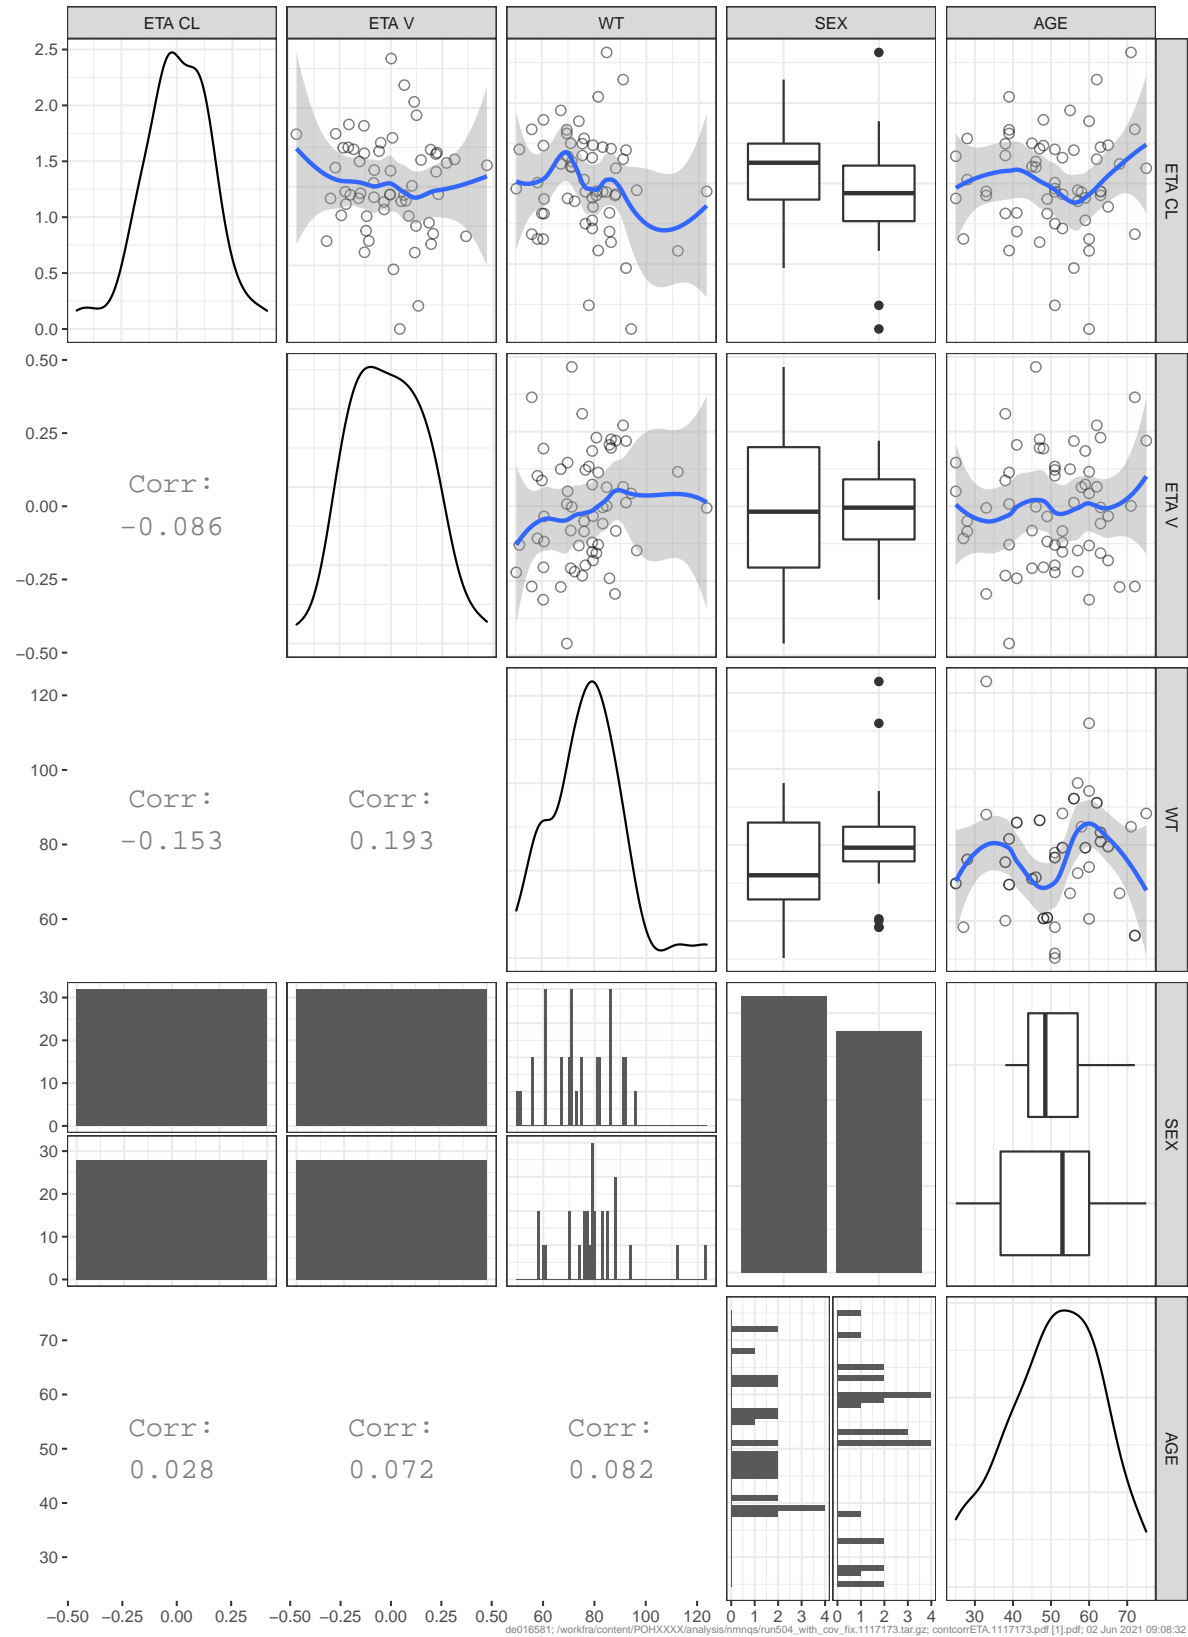 ETA CL ETA V WT SEX AGE
2.5
2.0
1.5
1.0
0.5
0.0
ETA CL
0.50
0.25
0.00
−0.25
−0.50
Corr:
−0.086
ETA V
120
100
80
60
Corr: Corr:
−0.153 0.193
WT
30
20
10
0
30
20
10
0
SEX
70
60
50
40
30
Corr: Corr: Corr:
0.028 0.072 0.082
AGE
−0.50 −0.25 0.00 0.25 −0.50 −0.25 0.00 0.25 0.50 60 80 100 120 0 1 2 3 4 0 1 2 3 4 30 40 50 60 70
de016581; /workfra/content/POHXXXX/analysis/nmnqs/run504_with_cov_fix.1117173.tar.gz; contcorrETA.1117173.pdf [1].pdf; 02 Jun 2021 09:08:32